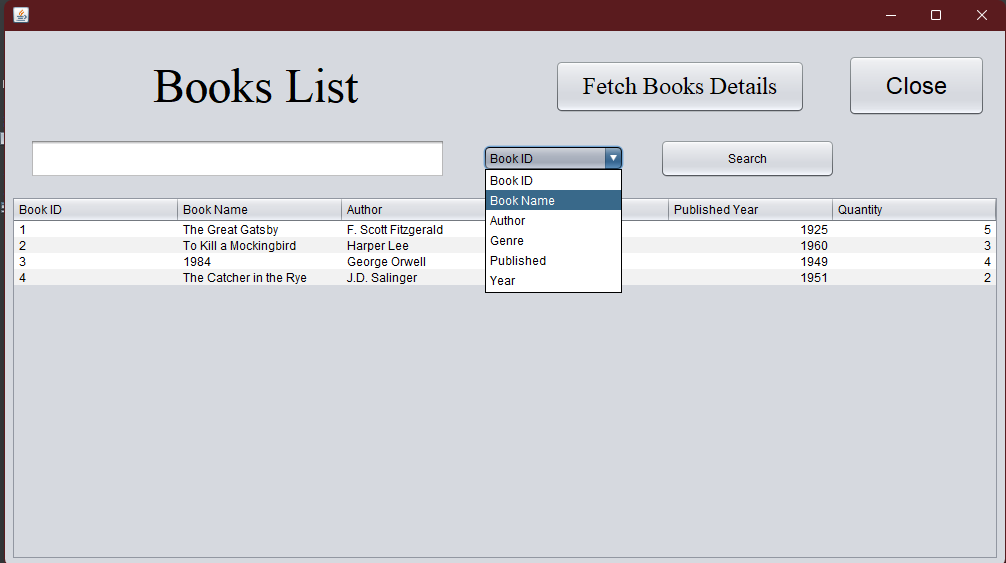 Books List
Fetch Books Details
Close
Book ID
Search
Book ID
Book Name
Author
Genre
Published
Year
Book ID Book Name Author Published Year Quantity
1 The Great Gatsby F. Scott Fitzgerald 1925 5
2 To Kill a Mockingbird Harper Lee 1960 3
3 1984 George Orwell 1949 4
4 The Catcher in the Rye J.D. Salinger 1951 2